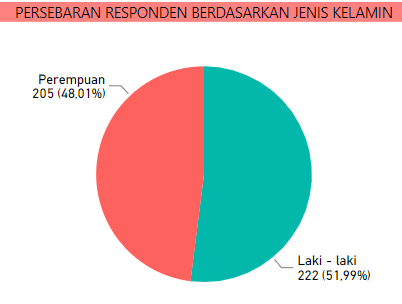 PERSEBARAN RESPONDEN BERDASARKAN JENIS KELAMIN
Perempuan
205 (48,01%)
Laki - laki
222 (51,99%)